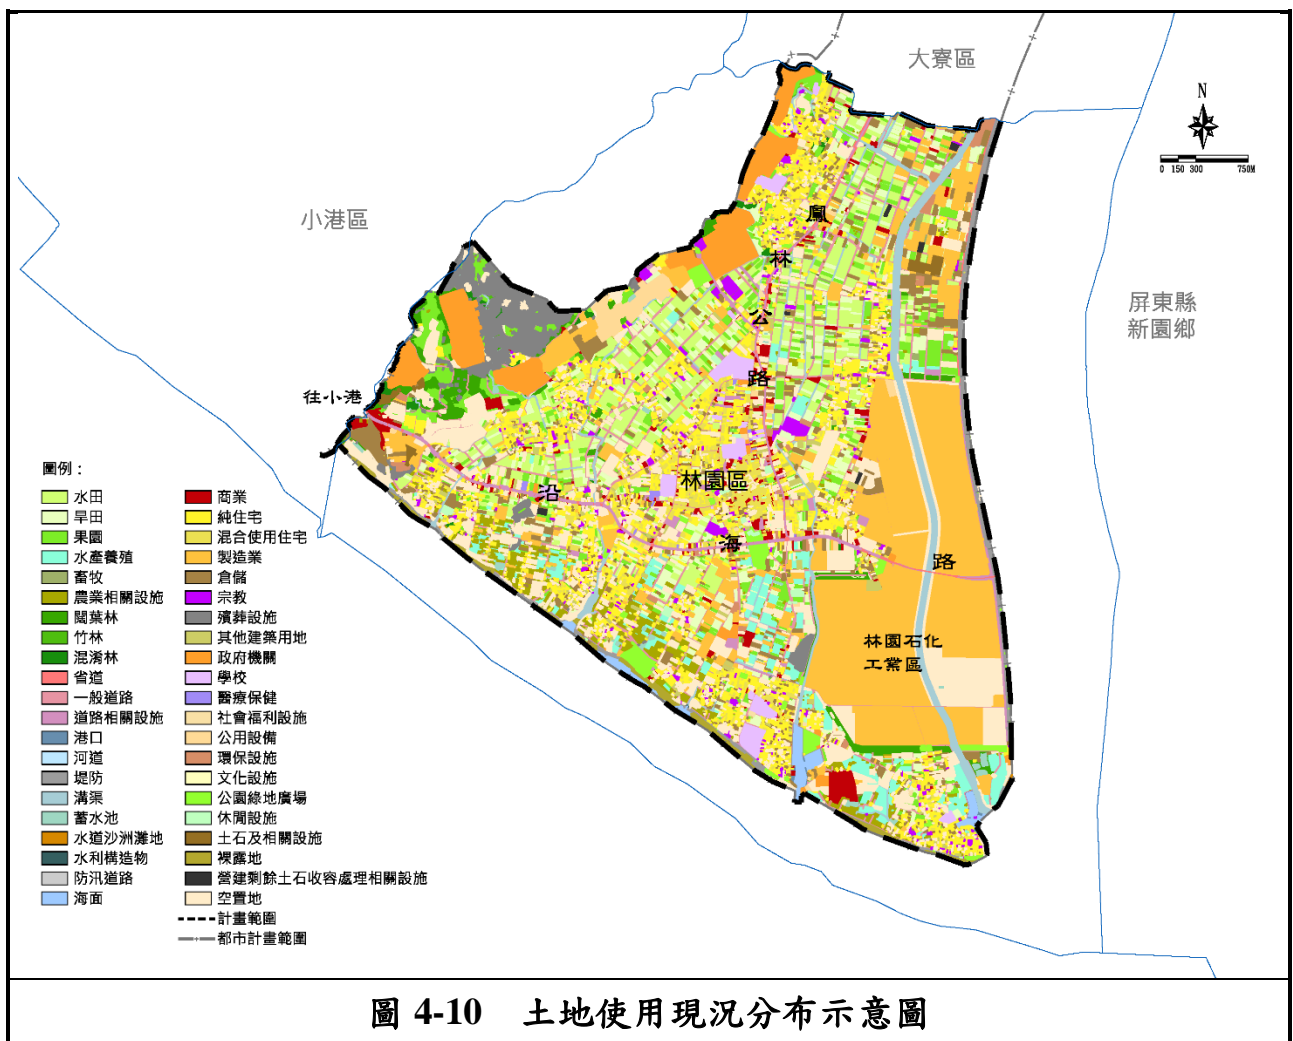 大寮區
N
0 150 300 750M
小港區
屏東縣
新園鄉
鳳
林
公
路
往小港
林園區
沿
海
路
林園石化
工業區
圖例：
水田
旱田
果園
水產養殖
畜牧
農業相關設施
闊葉林
竹林
混淆林
省道
一般道路
道路相關設施
港口
河道
堤防
溝渠
蓄水池
水道沙洲灘地
水利構造物
防汛道路
海面
商業
純住宅
混合使用住宅
製造業
倉儲
宗教
殯葬設施
其他建築用地
政府機關
學校
醫療保健
社會福利設施
公用設備
環保設施
文化設施
公園綠地廣場
休閒設施
土石及相關設施
裸露地
營建剩餘土石收容處理相關設施
空置地
計畫範圍
都市計畫範圍
圖 4-10 土地使用現況分布示意圖